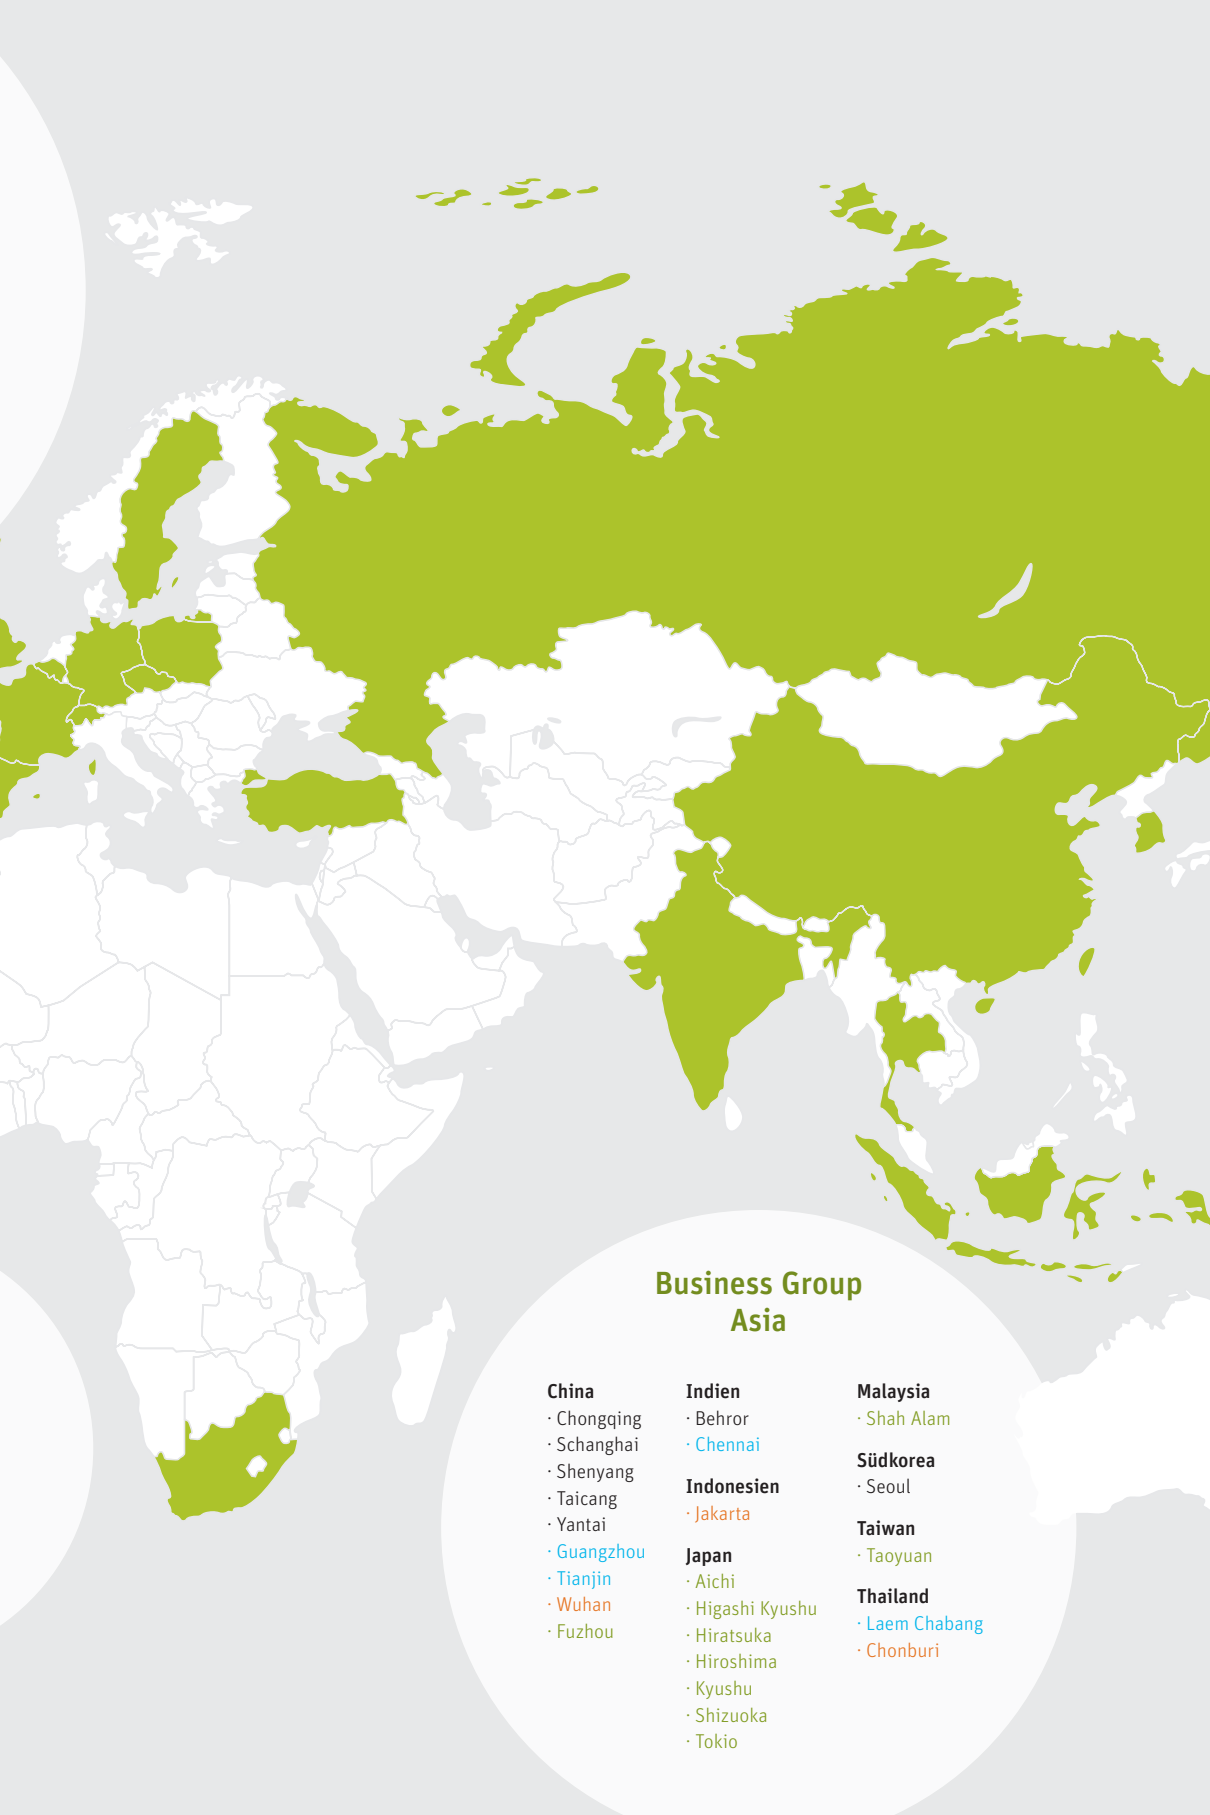 Business Group
Asia
China
· Chongqing
· Schanghai
· Shenyang
· Taicang
· Yantai
· Guangzhou
· Tianjin
· Wuhan
· Fuzhou
Indien
· Behror
· Chennai
Indonesien
· Jakarta
Japan
· Aichi
· Higashi Kyushu
· Hiratsuka
· Hiroshima
· Kyushu
· Shizuoka
· Tokio
Malaysia
· Shah Alam
Südkorea
· Seoul
Taiwan
· Taoyuan
Thailand
· Laem Chabang
· Chonburi